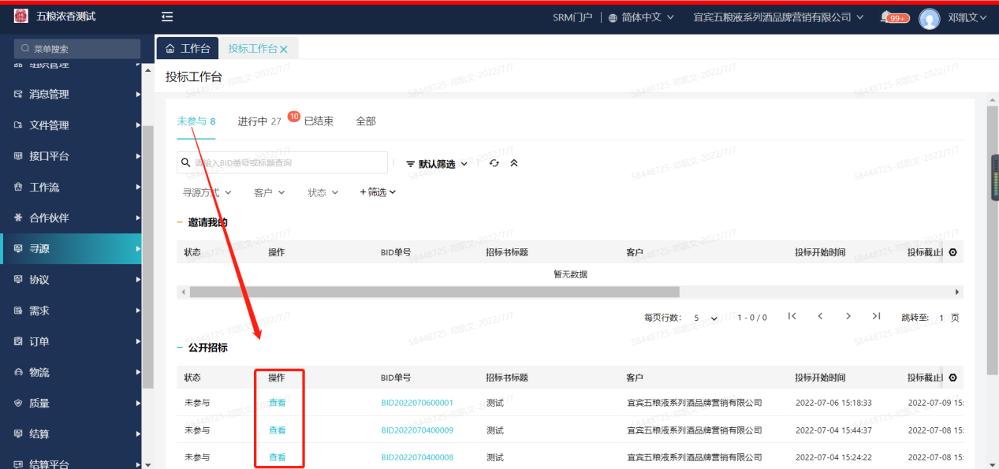 五粮浓香测试
SRM门户 简体中文 宜宾五粮液系列酒品牌营销有限公司 99+ 邓凯文
菜单搜索
工作台 投标工作台
组织管理
消息管理
文件管理
接口平台
工作流
合作伙伴
寻源
协议
需求
订单
物流
质量
结算
结算平台
投标工作台
未参与 8 进行中 27 10 已结束 全部
请输入BID单号或标题查询 默认筛选
寻源方式 客户 状态 +筛选
邀请我的
状态 操作 BID单号 招标书标题 客户 投标开始时间 投标截止
暂无数据
每页行数: 5 1 - 0 / 0 跳转至: 1 页
公开招标
状态 操作 BID单号 招标书标题 客户 投标开始时间 投标截止
未参与 查看 BID2022070600001 测试 宜宾五粮液系列酒品牌营销有限公司 2022-07-06 15:18:33 2022-07-09 15:
未参与 查看 BID2022070400009 测试 宜宾五粮液系列酒品牌营销有限公司 2022-07-04 15:44:37 2022-07-08 15:
未参与 查看 BID2022070400008 测试 宜宾五粮液系列酒品牌营销有限公司 2022-07-04 15:24:22 2022-07-08 15:
58448725-邓凯文-2022/7/7